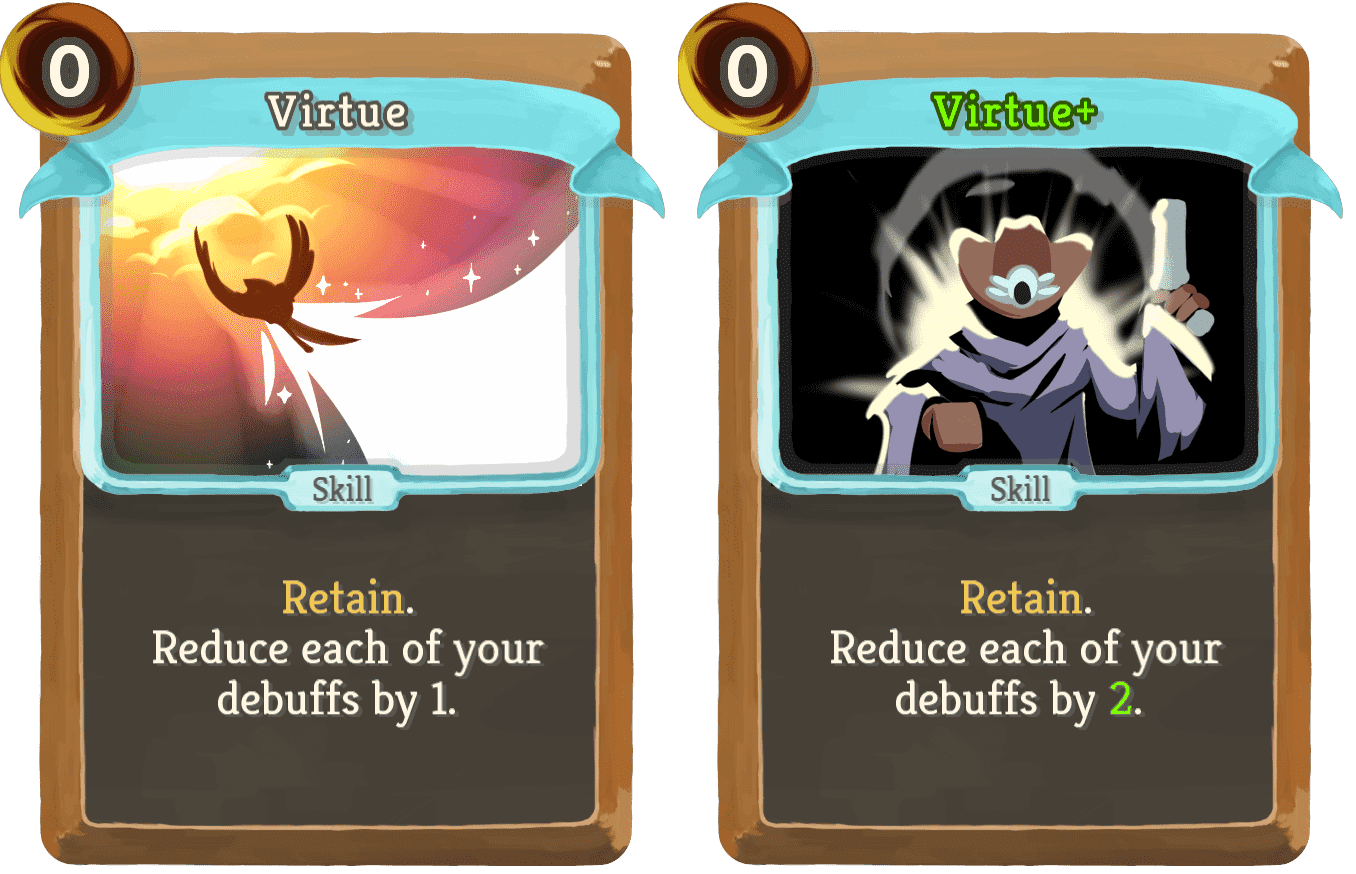 0
Virtue
Skill
Retain.
Reduce each of your
debuffs by 1.
0
Virtue+
Skill
Retain.
Reduce each of your
debuffs by 2.